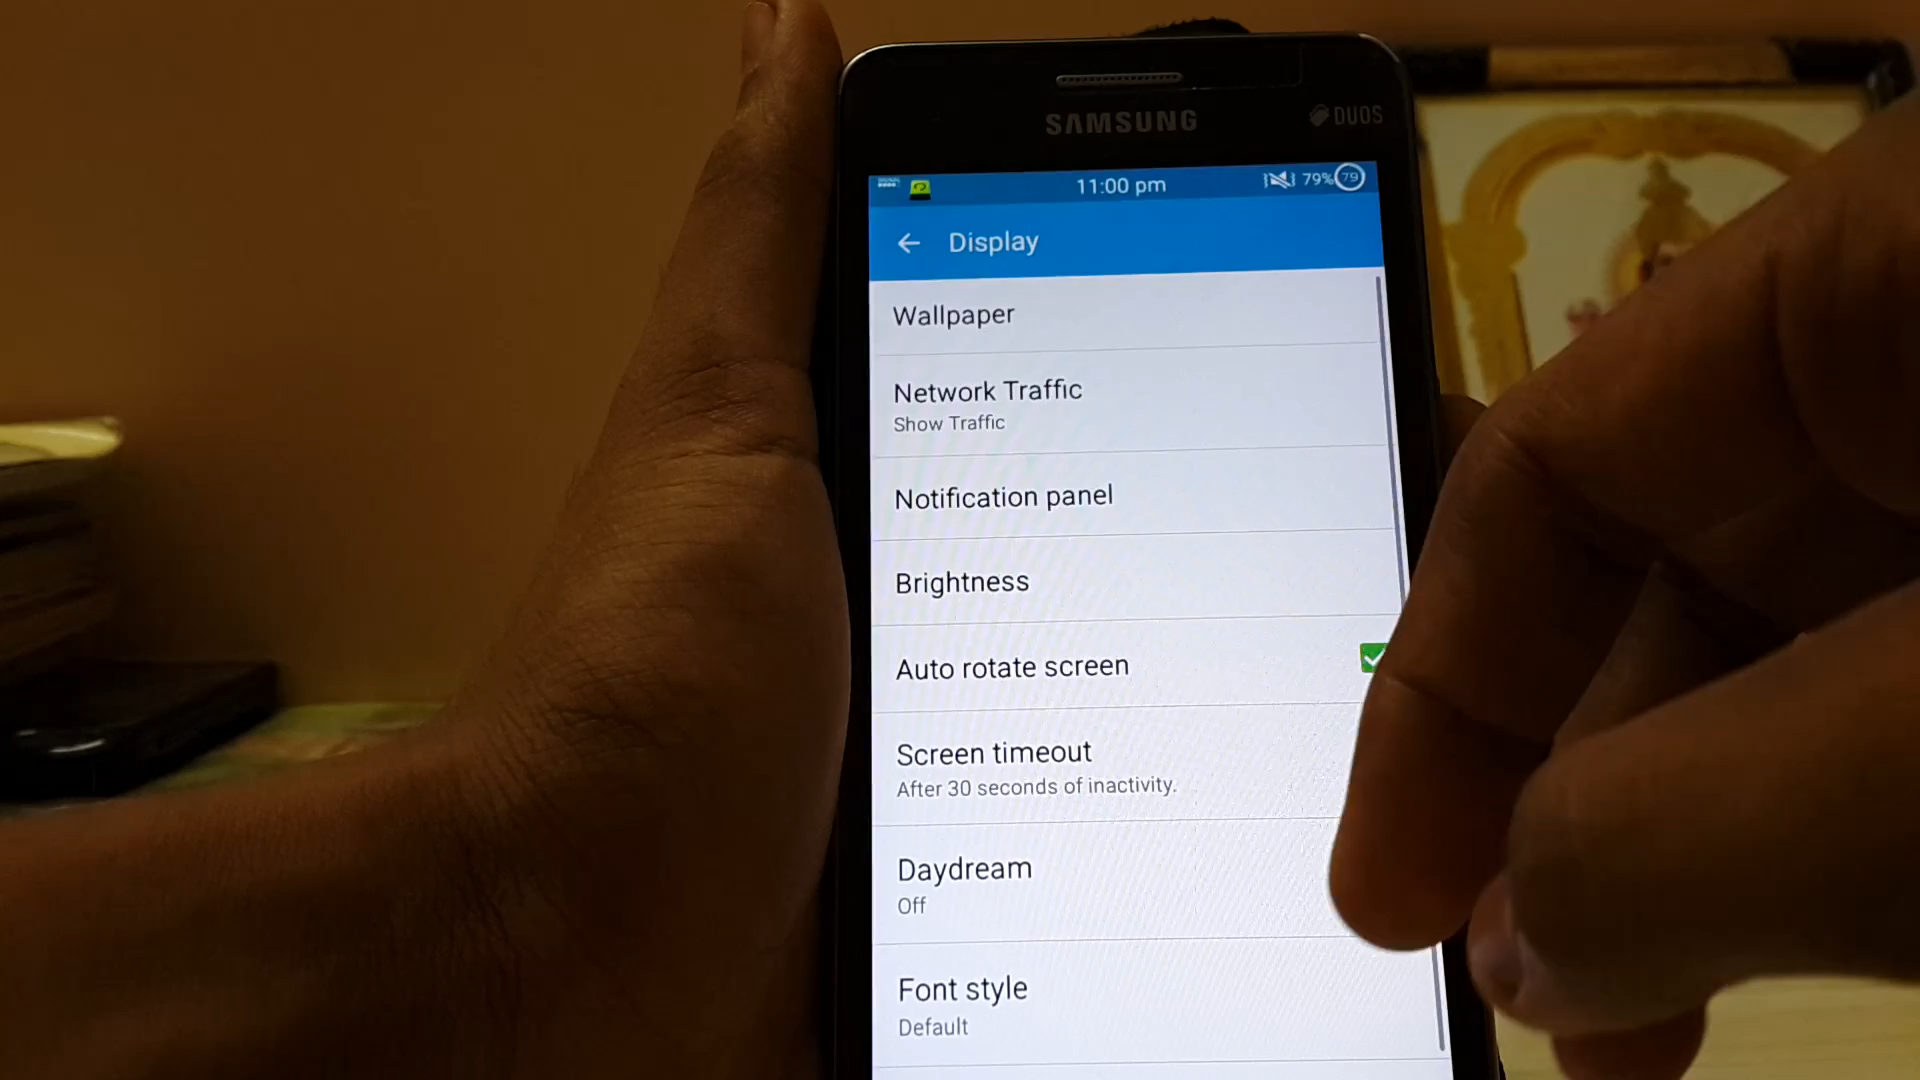 SAMSUNG
DUOS
11:00 pm
79%
79
Display
Wallpaper
Network Traffic
Show Traffic
Notification panel
Brightness
Auto rotate screen
Screen timeout
After 30 seconds of inactivity.
Daydream
Off
Font style
Default